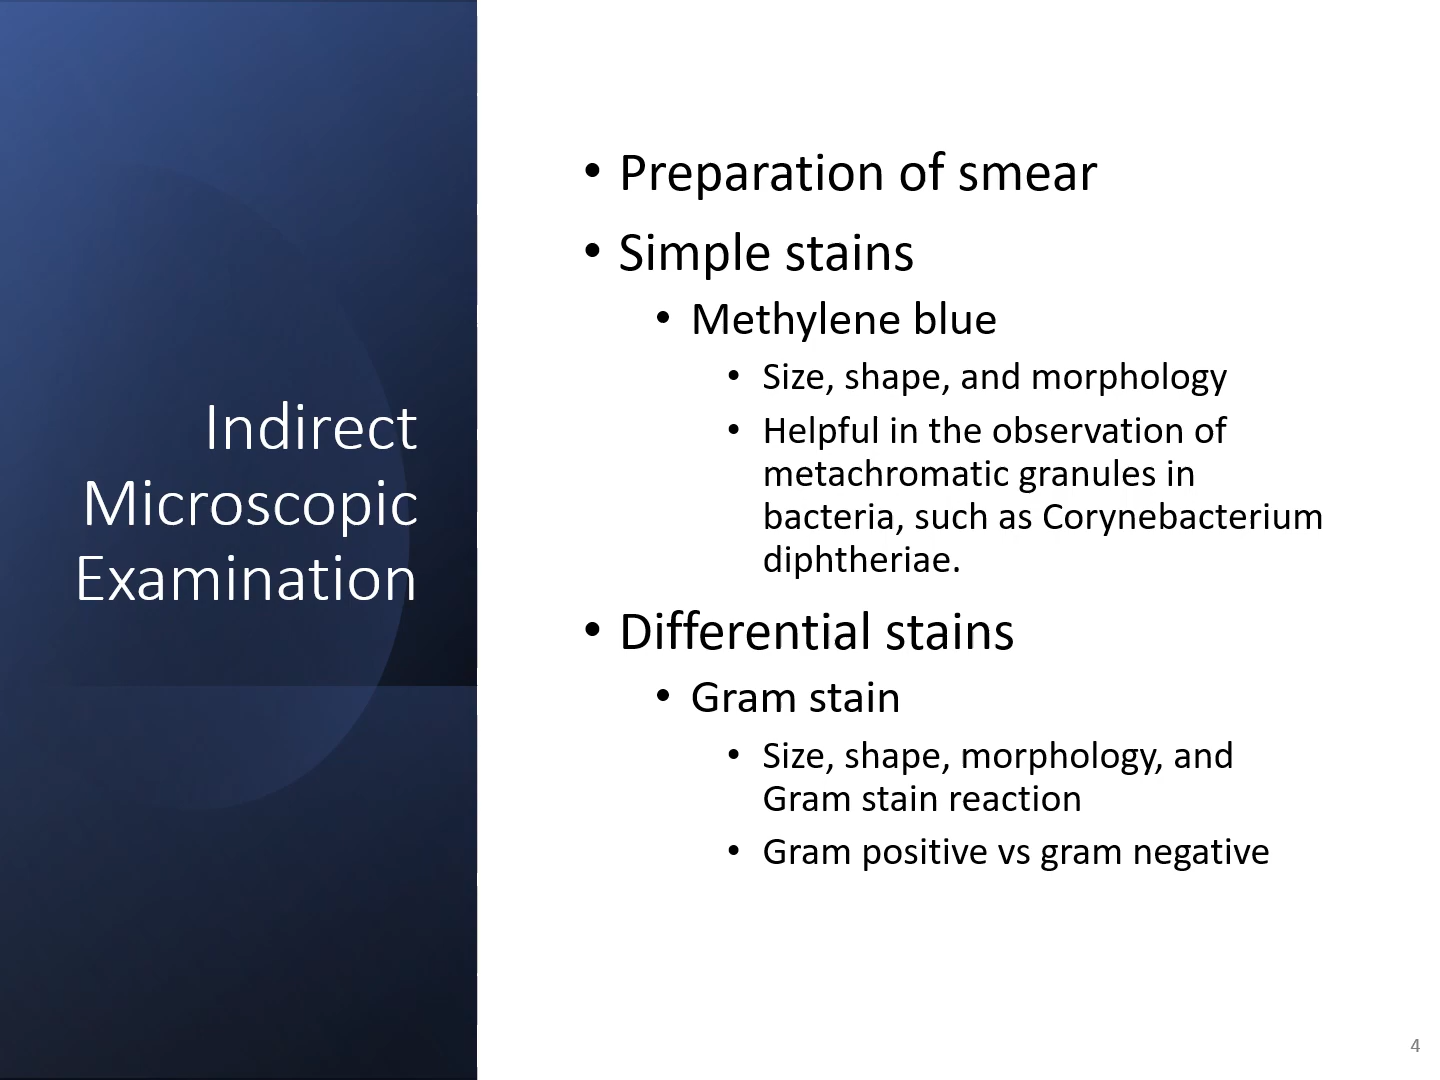 Indirect
Microscopic
Examination
• Preparation of smear
• Simple stains
• Methylene blue
• Size, shape, and morphology
• Helpful in the observation of
metachromatic granules in
bacteria, such as Corynebacterium
diphtheriae.
• Differential stains
• Gram stain
• Size, shape, morphology, and
Gram stain reaction
• Gram positive vs gram negative
4